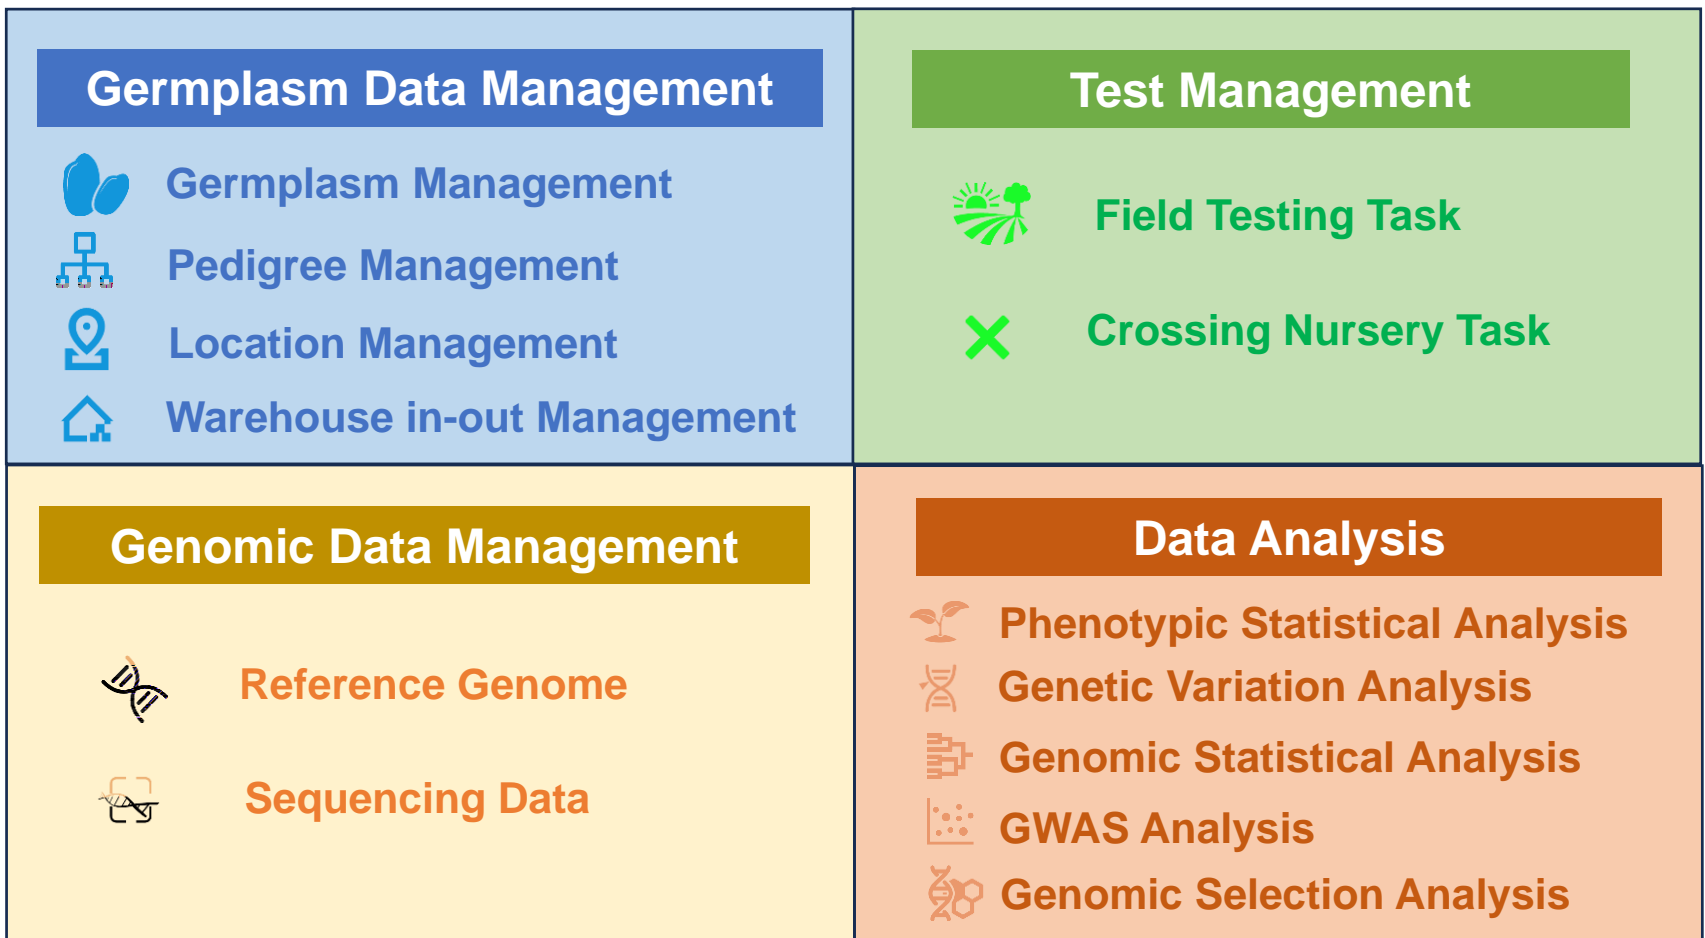 Germplasm Data Management
Germplasm Management
Pedigree Management
Location Management
Warehouse in-out Management
Test Management
Field Testing Task
Crossing Nursery Task
Genomic Data Management
Reference Genome
Sequencing Data
Data Analysis
Phenotypic Statistical Analysis
Genetic Variation Analysis
Genomic Statistical Analysis
GWAS Analysis
Genomic Selection Analysis